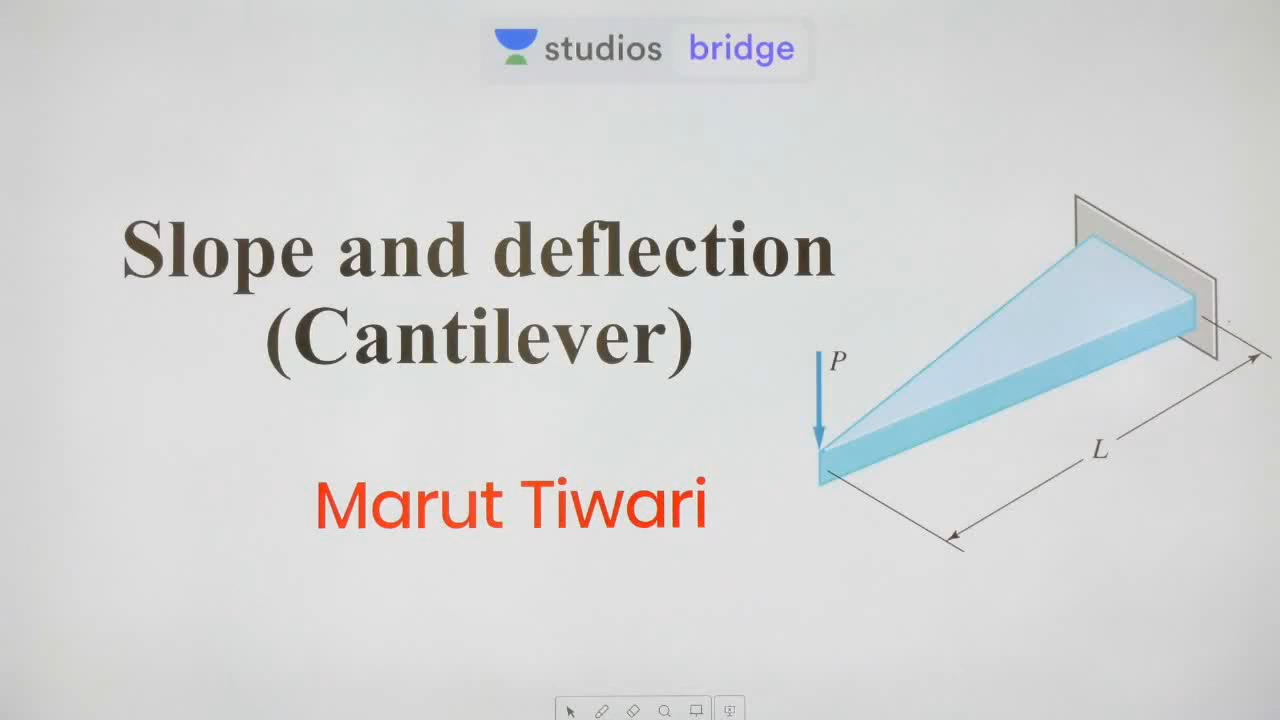 studios bridge
Slope and deflection
(Cantilever)
P
L
Marut Tiwari